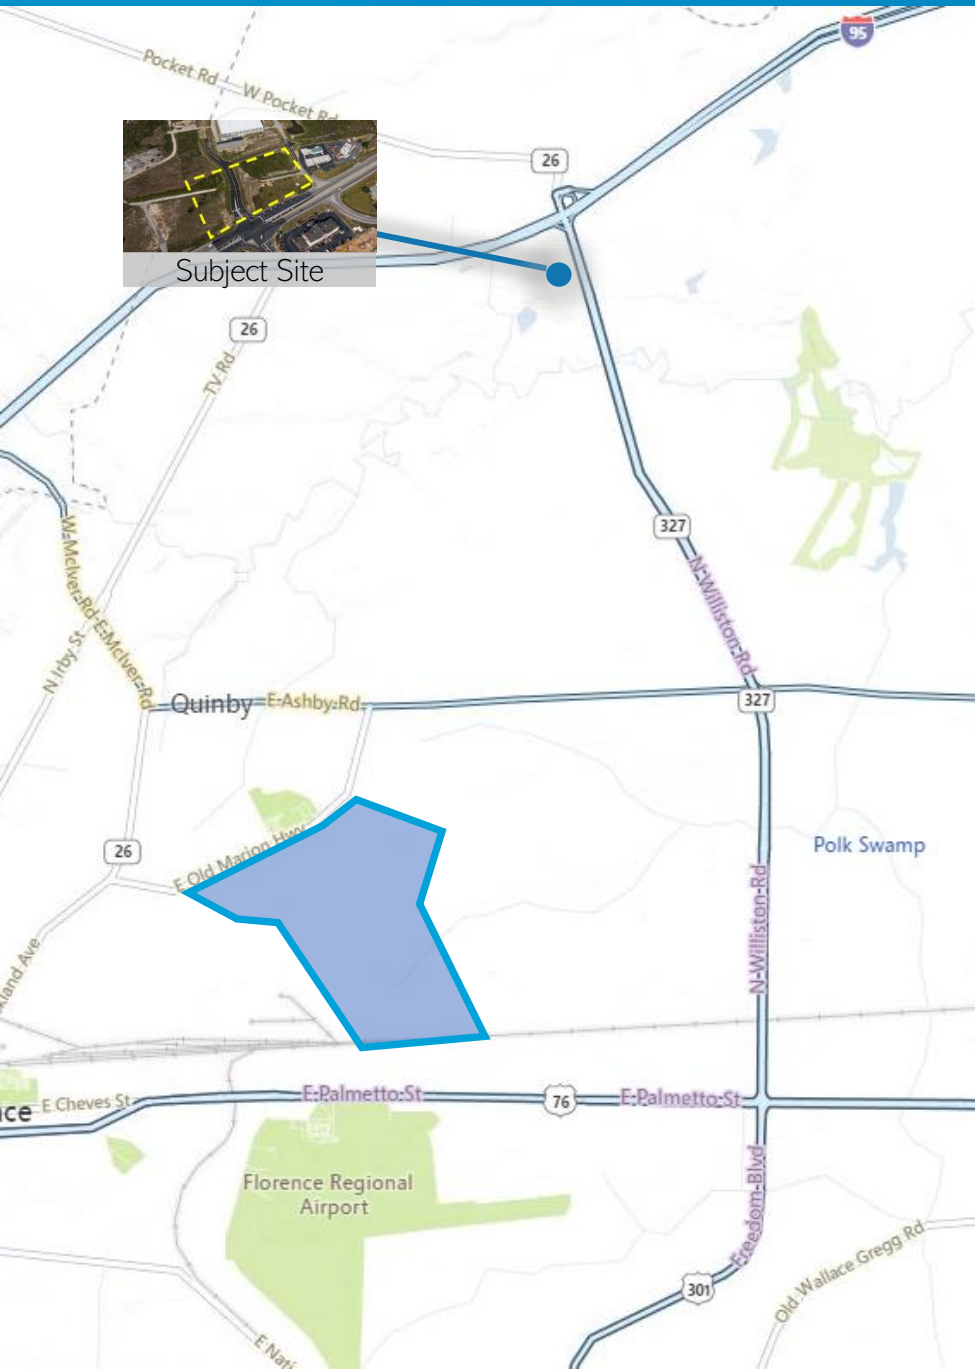 95
Pocket Rd
W Pocket Rd
26
Subject Site
26
TV Rd
327
W McIver Rd
E McIver Rd
N Williston Rd
N Irby St
Quinby
E Ashby Rd
327
E Old Marion Hwy
26
Polk Swamp
N Williston Rd
E Palmetto St
76
E Palmetto St
E Cheves St
Florence Regional
Airport
Freedom Blvd
Old Wallace Gregg Rd
301